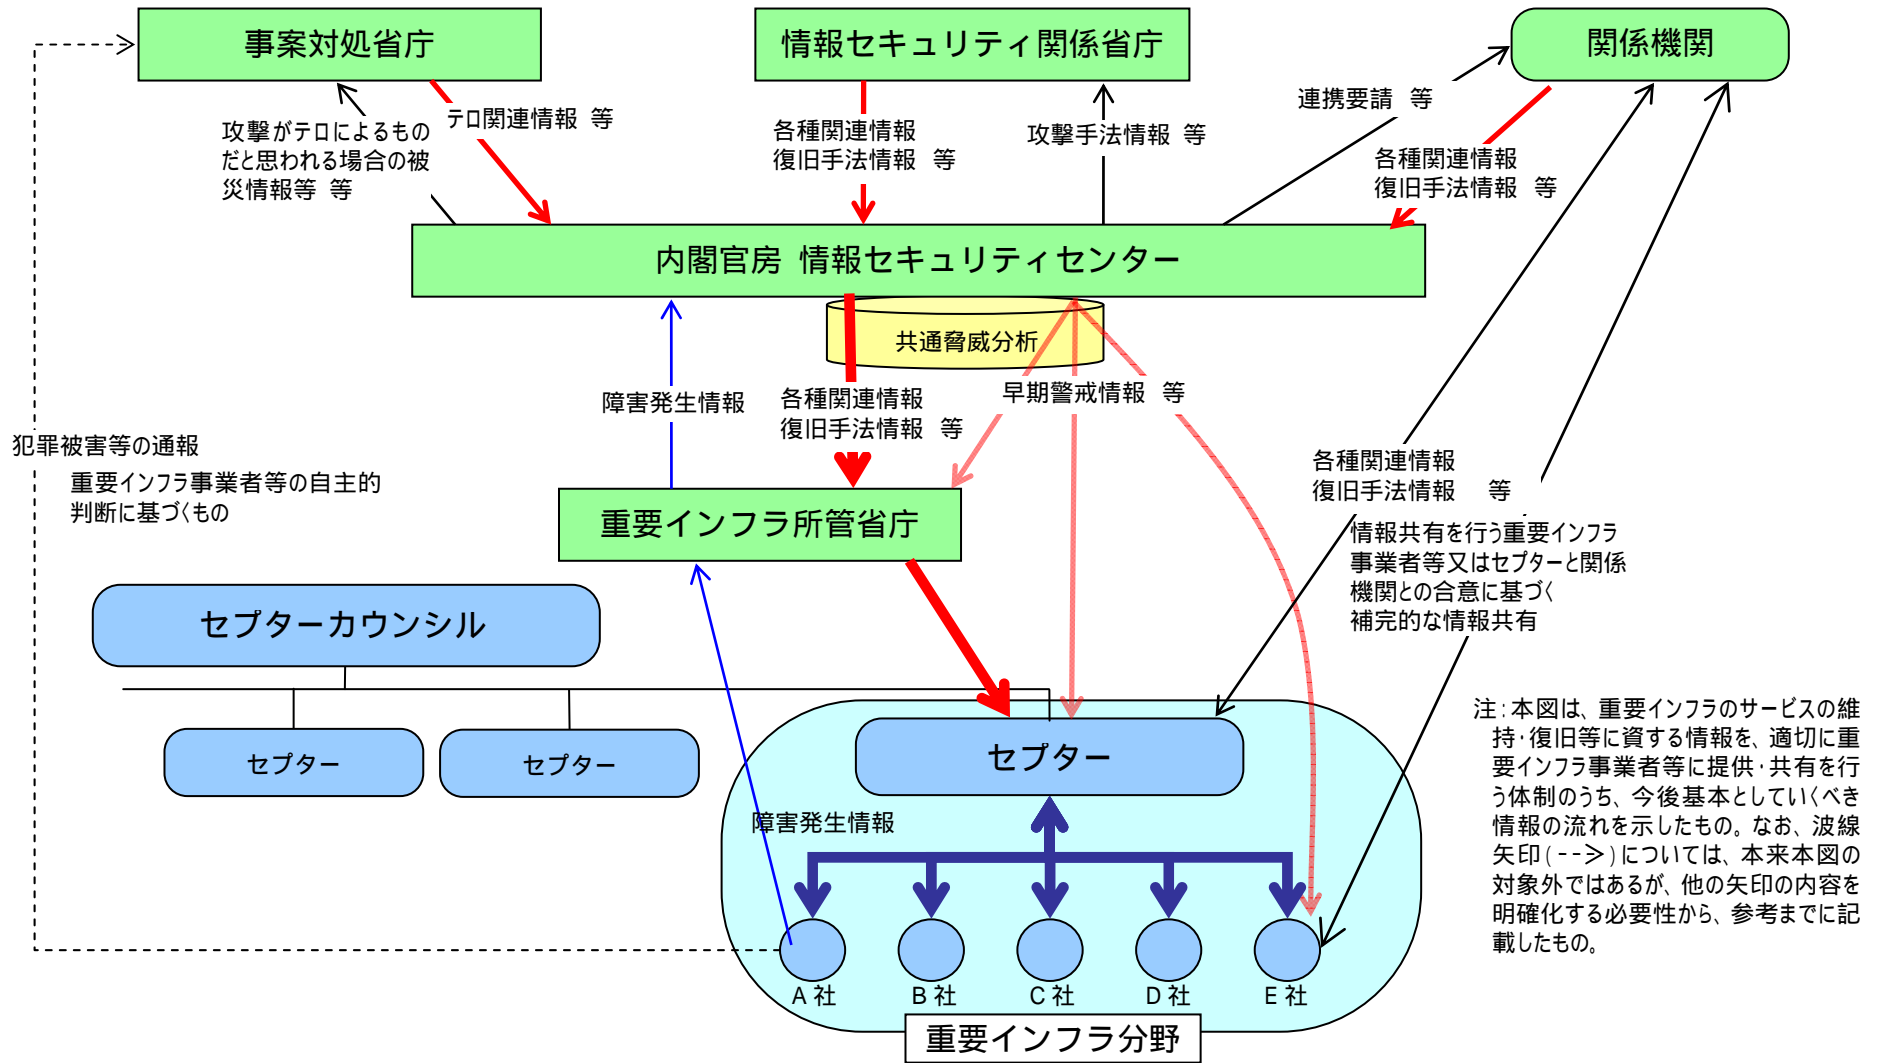 事案対処省庁
情報セキュリティ関係省庁
関係機関
テロ関連情報 等
攻撃がテロによるもの
だと思われる場合の被
災情報等 等
各種関連情報
復旧手法情報 等
攻撃手法情報 等
連携要請 等
各種関連情報
復旧手法情報 等
内閣官房 情報セキュリティセンター
共通脅威分析
障害発生情報
各種関連情報
復旧手法情報 等
早期警戒情報 等
犯罪被害等の通報
重要インフラ事業者等の自主的
判断に基づくもの
各種関連情報
復旧手法情報 等
情報共有を行う重要インフラ
事業者等又はセプターと関係
機関との合意に基づく
補完的な情報共有
重要インフラ所管省庁
セプターカウンシル
セプター
セプター
セプター
障害発生情報
A社
B社
C社
D社
E社
重要インフラ分野
注：本図は、重要インフラのサービスの維
持・復旧等に資する情報を、適切に重
要インフラ事業者等に提供・共有を行
う体制のうち、今後基本としていくべき
情報の流れを示したもの。なお、波線
矢印(-->)については、本来本図の
対象外ではあるが、他の矢印の内容を
明確化する必要性から、参考までに記
載したもの。